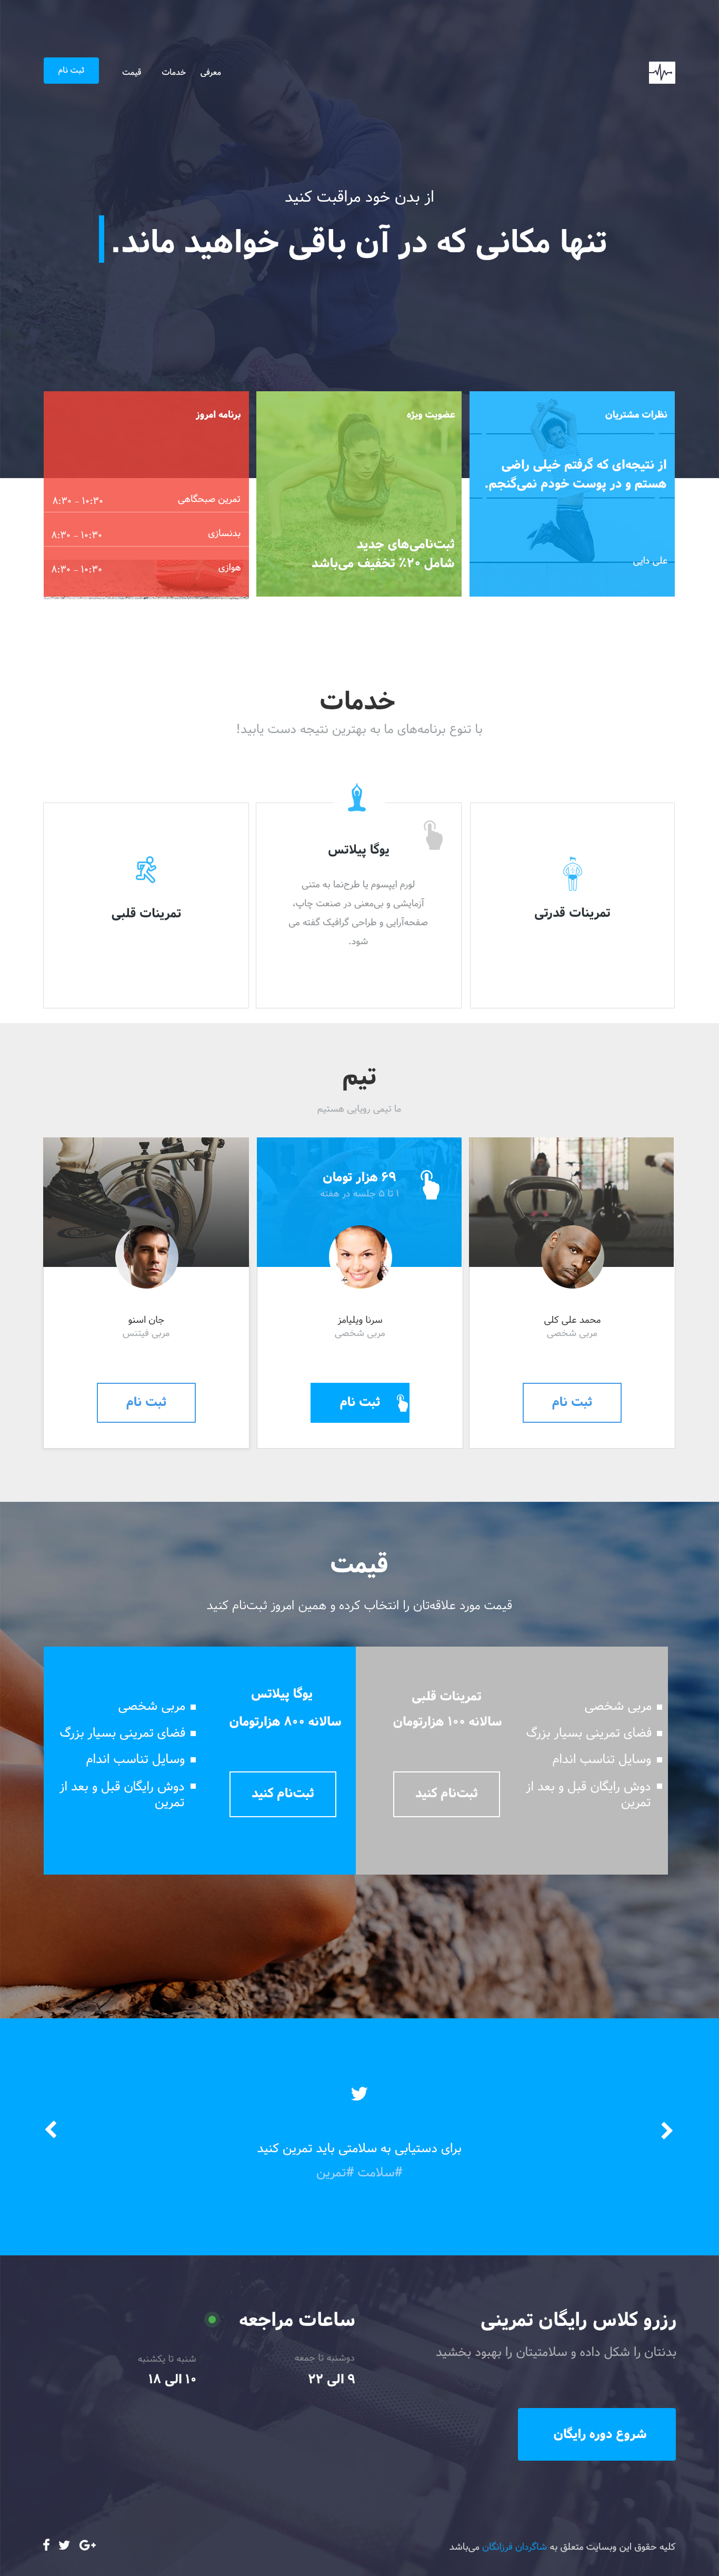 معرفی
خدمات
قیمت
ثبت نام
از بدن خود مراقبت کنید
تنها مکانی که در آن باقی خواهید ماند.
نظرات مشتریان
از نتیجه‌ای که گرفتم خیلی راضی
هستم و در پوست خودم نمی‌گنجم.
علی دایی
عضویت ویژه
ثبت‌نامی‌های جدید
شامل ۲۰٪ تخفیف می‌باشد
برنامه امروز
تمرین صبحگاهی ۸:۳۰ - ۱۰:۳۰
بدنسازی ۸:۳۰ - ۱۰:۳۰
هوازی ۸:۳۰ - ۱۰:۳۰
خدمات
با تنوع برنامه‌های ما به بهترین نتیجه دست یابید!
تمرینات قدرتی
یوگا پیلاتس
لورم ایپسوم یا طرح‌نما به متنی
آزمایشی و بی‌معنی در صنعت چاپ،
صفحه‌آرایی و طراحی گرافیک گفته می
شود.
تمرینات قلبی
تیم
ما تیمی رویایی هستیم
محمد علی کلی
مربی شخصی
ثبت نام
۶۹ هزار تومان
۱ تا ۵ جلسه در هفته
سرنا ویلیامز
مربی شخصی
ثبت نام
جان اسنو
مربی فیتنس
ثبت نام
قیمت
قیمت مورد علاقه‌تان را انتخاب کرده و همین امروز ثبت‌نام کنید
مربی شخصی
فضای تمرینی بسیار بزرگ
وسایل تناسب اندام
دوش رایگان قبل و بعد از
تمرین
تمرینات قلبی
سالانه ۱۰۰ هزارتومان
ثبت‌نام کنید
یوگا پیلاتس
سالانه ۸۰۰ هزارتومان
ثبت‌نام کنید
مربی شخصی
فضای تمرینی بسیار بزرگ
وسایل تناسب اندام
دوش رایگان قبل و بعد از
تمرین
برای دستیابی به سلامتی باید تمرین کنید
#سلامت #تمرین
رزرو کلاس رایگان تمرینی
بدنتان را شکل داده و سلامتیتان را بهبود بخشید
شروع دوره رایگان
ساعات مراجعه
دوشنبه تا جمعه
۹ الی ۲۲
شنبه تا یکشنبه
۱۰ الی ۱۸
کلیه حقوق این وبسایت متعلق به شاگردان فرزانگان می‌باشد